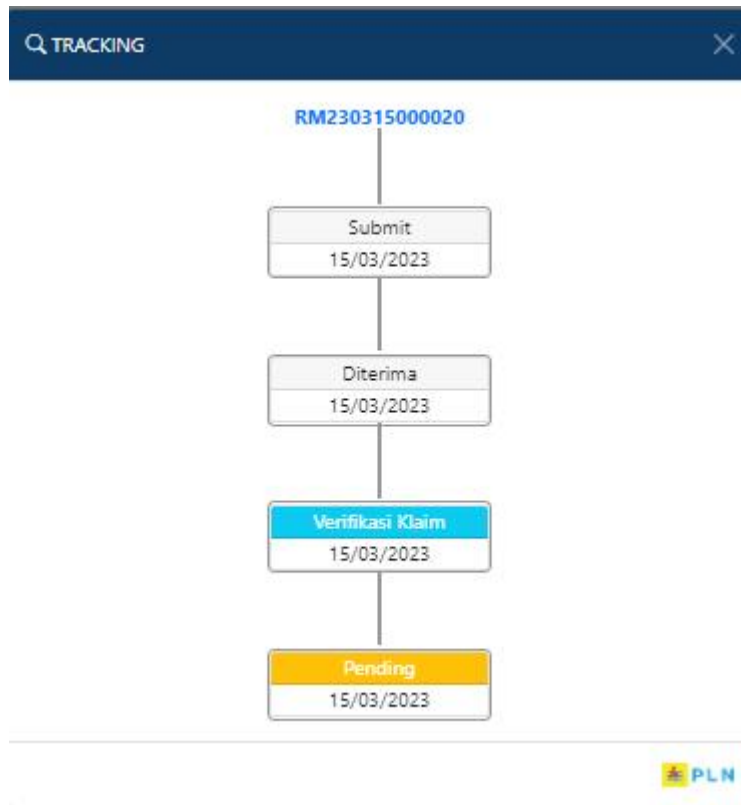 TRACKING
RM230315000020
Submit
15/03/2023
Diterima
15/03/2023
Verifikasi Klaim
15/03/2023
Pending
15/03/2023
PLN